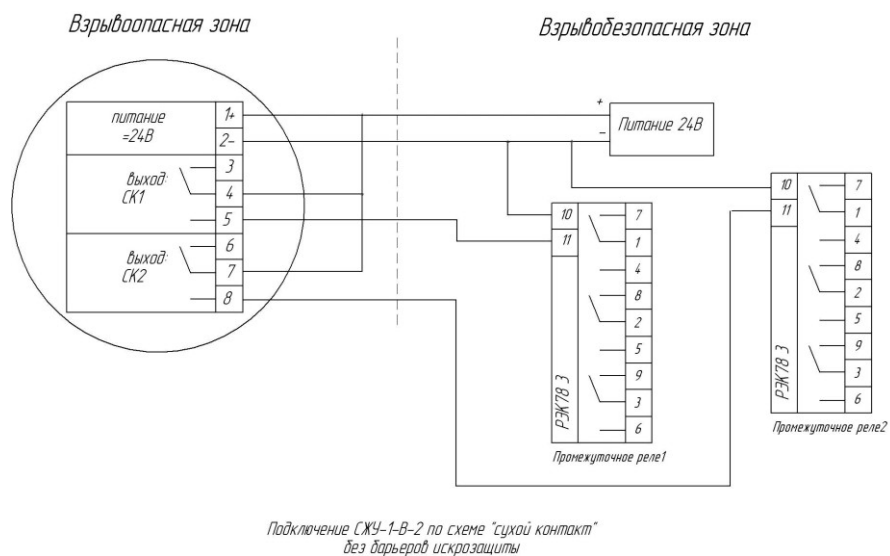 Взрывоопасная зона
Взрывобезопасная зона
питание
=24В
1+
2-
выход:
СК1
3
4
5
выход:
СК2
6
7
8
+
-
Питание 24В
10
11
РЭК78 3
7
1
4
8
2
5
9
3
6
Промежуточное реле1
10
11
РЭК78 3
7
1
4
8
2
5
9
3
6
Промежуточное реле2
Подключение СЖУ-1-В-2 по схеме "сухой контакт"
без барьеров искрозащиты